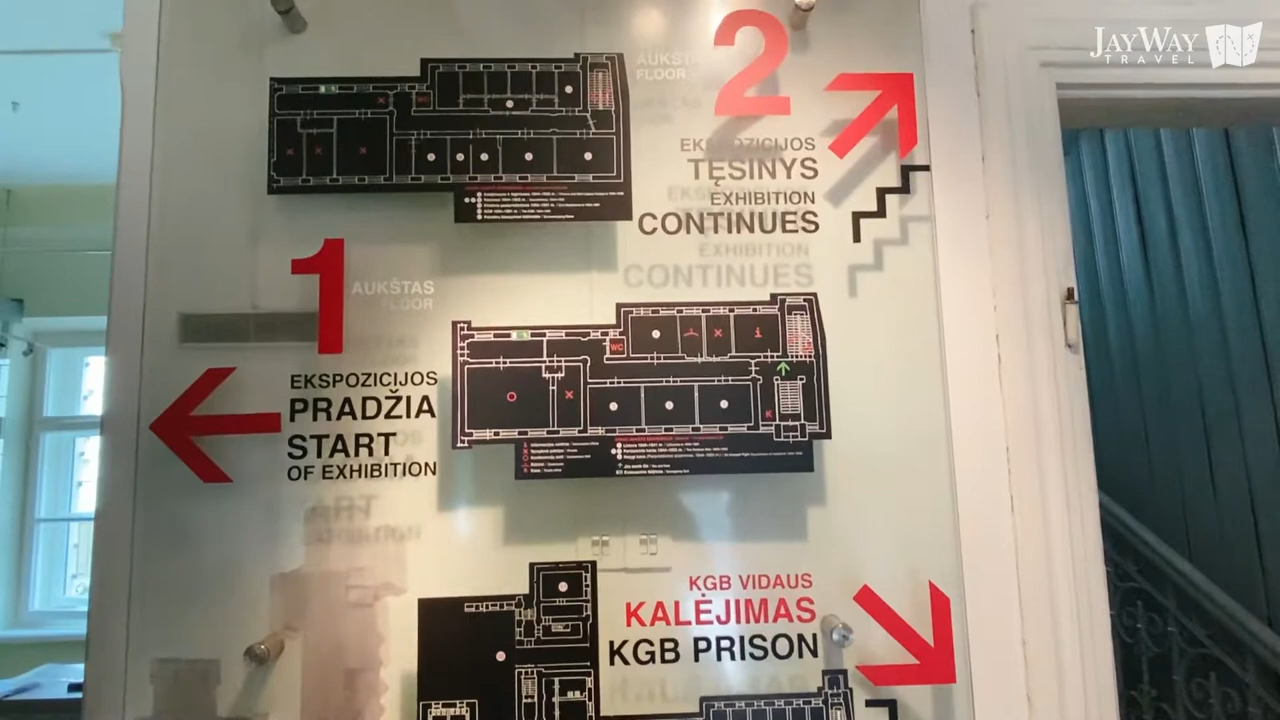 JAYWAY
TRAVEL
2
AUKŠTAS
FLOOR
EKSPOZICIJOS
TĘSINYS
EXHIBITION
CONTINUES
WC
1
AUKŠTAS
FLOOR
EKSPOZICIJOS
PRADŽIA
START
OF EXHIBITION
WC
i
K
KGB VIDAUS
KALĖJIMAS
KGB PRISON